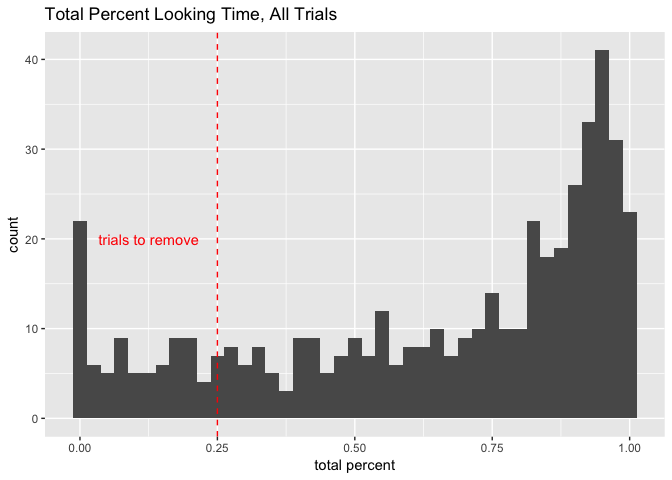 Total Percent Looking Time, All Trials
40
30
20
10
0
count
trials to remove
0.00 0.25 0.50 0.75 1.00
total percent